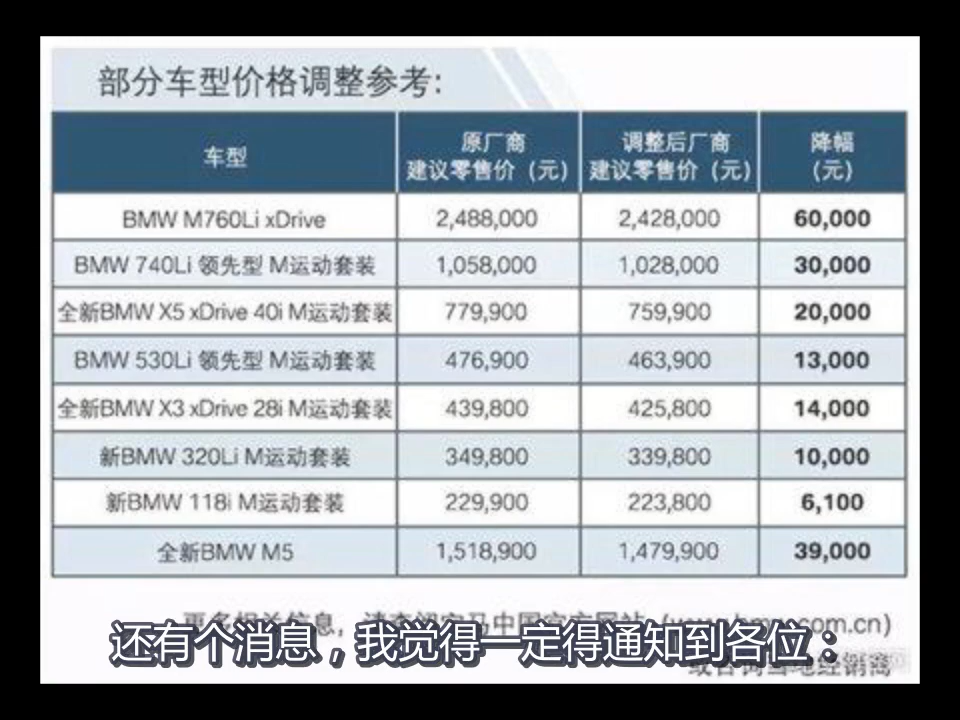 部分车型价格调整参考:
车型 原厂商建议零售价（元） 调整后厂商建议零售价（元） 降幅（元）
BMW M760Li xDrive 2,488,000 2,428,000 60,000
BMW 740Li 领先型 M运动套装 1,058,000 1,028,000 30,000
全新BMW X5 xDrive 40i M运动套装 779,900 759,900 20,000
BMW 530Li 领先型 M运动套装 476,900 463,900 13,000
全新BMW X3 xDrive 28i M运动套装 439,800 425,800 14,000
新BMW 320Li M运动套装 349,800 339,800 10,000
新BMW 118i M运动套装 229,900 223,800 6,100
全新BMW M5 1,518,900 1,479,900 39,000
com.cn)
还有个消息，我觉得一定得通知到各位：